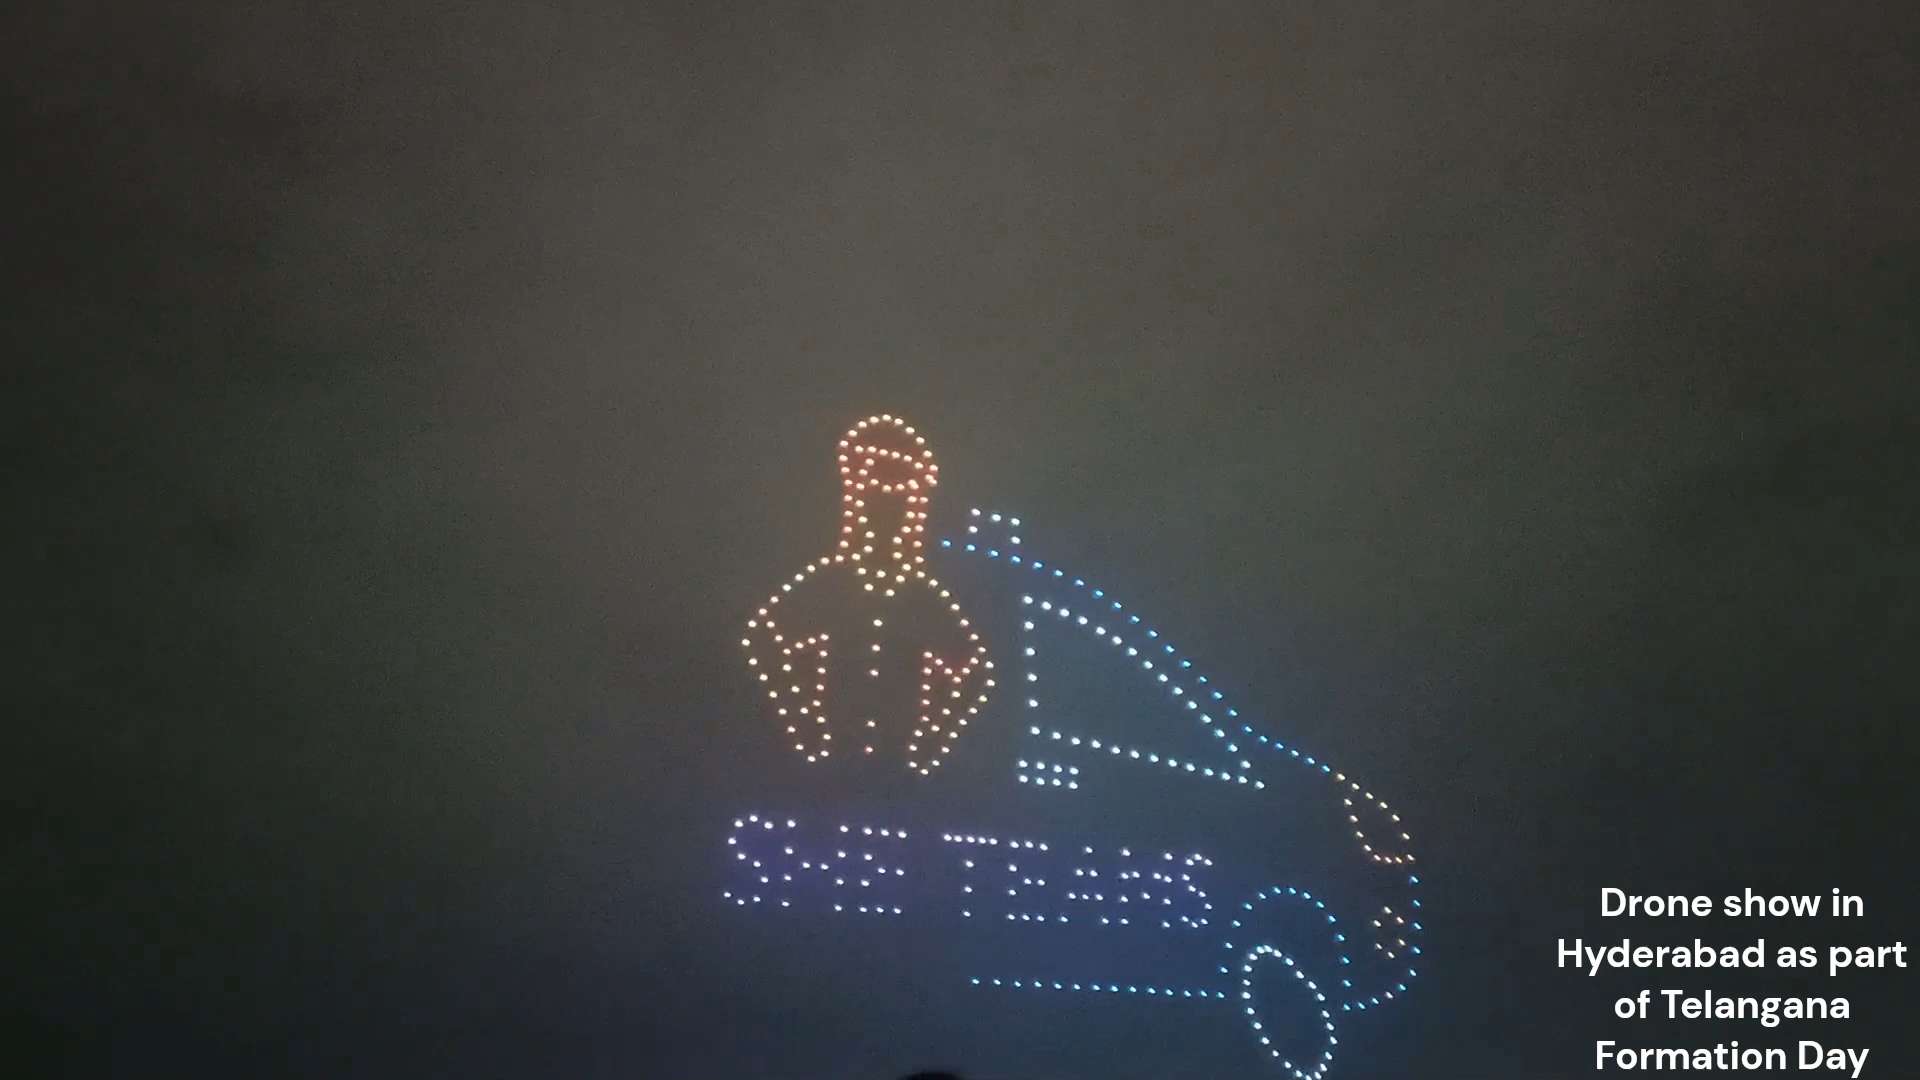 SHE TEAMS
Drone show in
Hyderabad as part
of Telangana
Formation Day